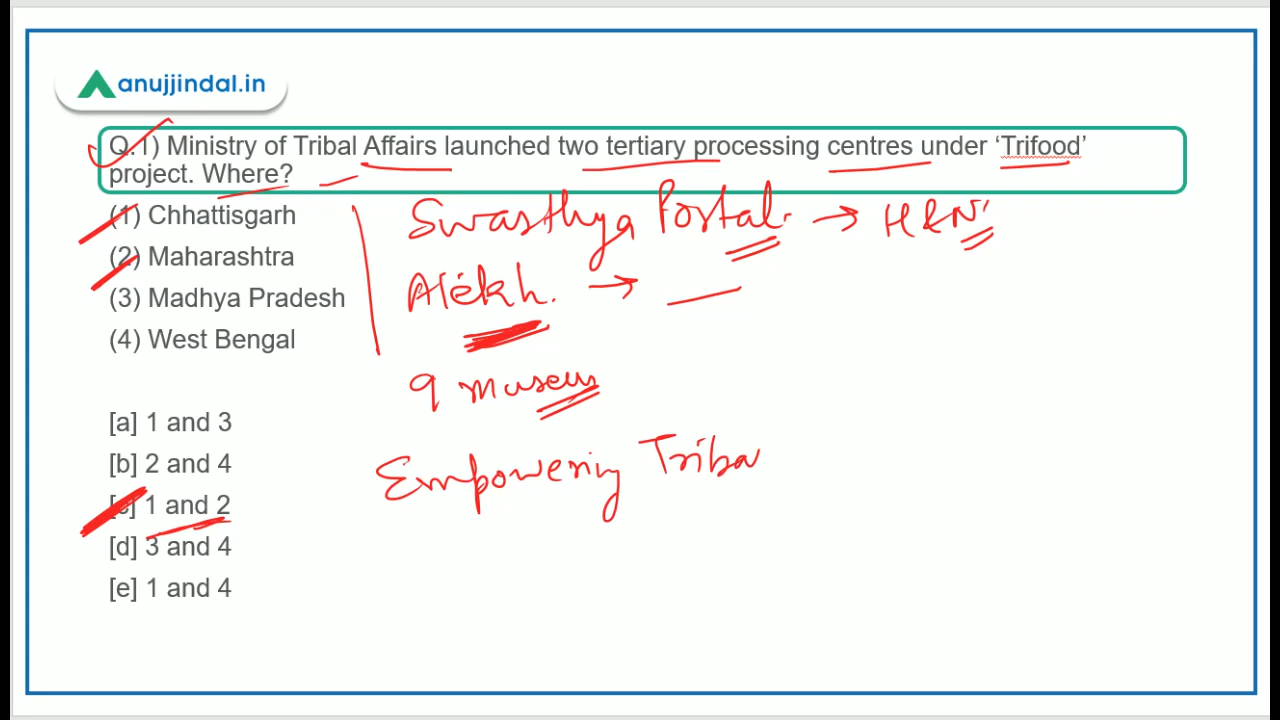 anujjindal.in
Q.1) Ministry of Tribal Affairs launched two tertiary processing centres under ‘Trifood’
project. Where?
(1) Chhattisgarh
(2) Maharashtra
(3) Madhya Pradesh
(4) West Bengal
Swasthya Portal. → H&N
Alekh. →
9 museum
Empowering Triba
[a] 1 and 3
[b] 2 and 4
[c] 1 and 2
[d] 3 and 4
[e] 1 and 4